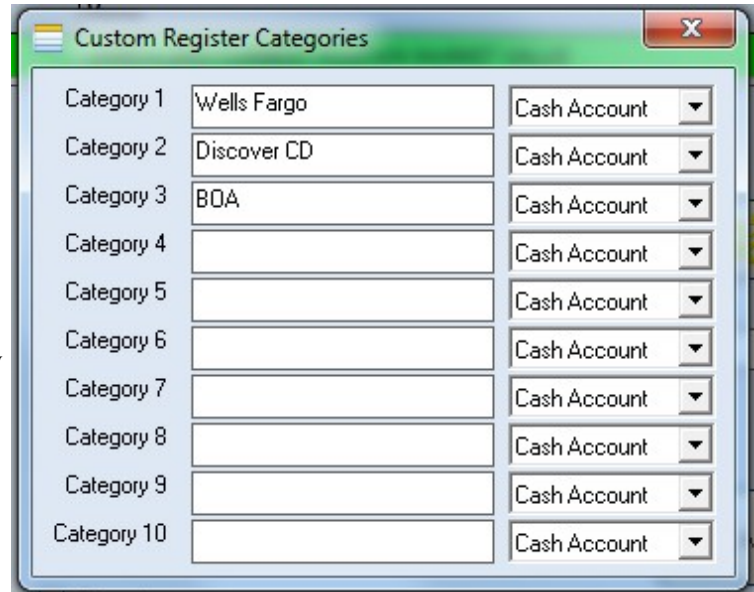 Custom Register Categories
Category 1 Wells Fargo Cash Account
Category 2 Discover CD Cash Account
Category 3 BOA Cash Account
Category 4 Cash Account
Category 5 Cash Account
Category 6 Cash Account
Category 7 Cash Account
Category 8 Cash Account
Category 9 Cash Account
Category 10 Cash Account